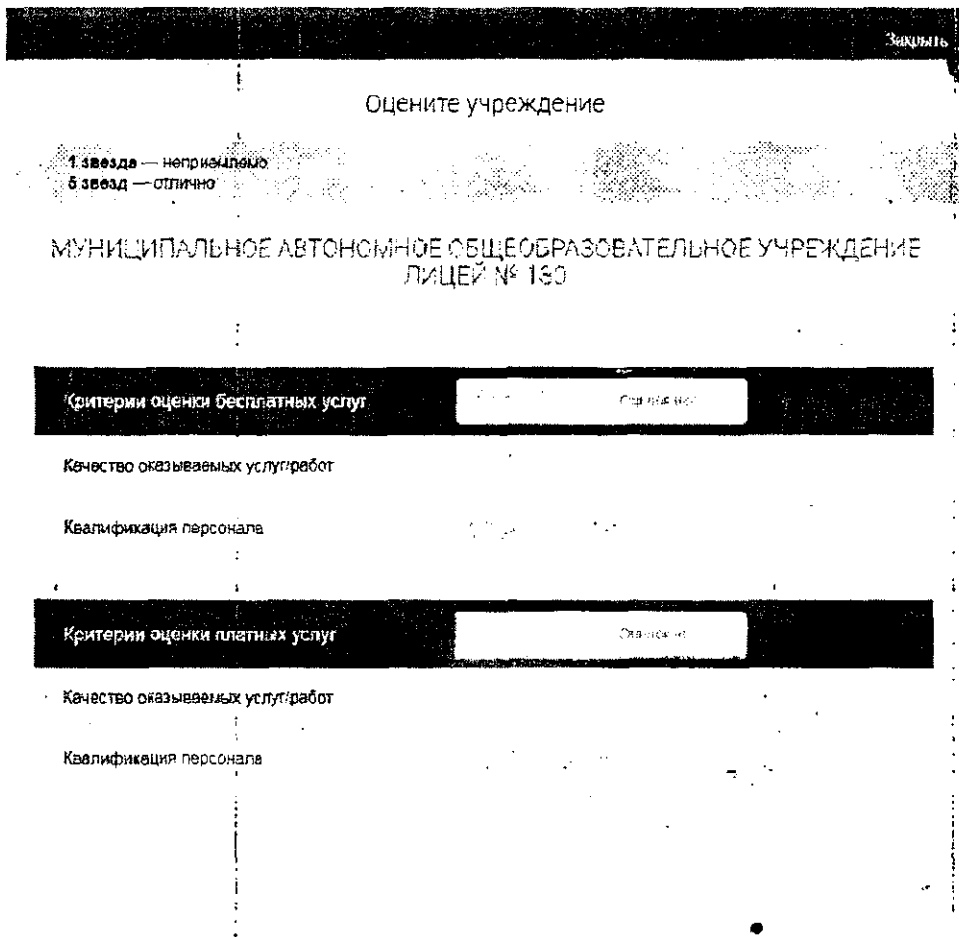 Закрыть
Оцените учреждение
1 звезда — неприемлемо
5 звезд — отлично
МУНИЦИПАЛЬНОЕ АВТОНОМНОЕ ОБЩЕОБРАЗОВАТЕЛЬНОЕ УЧРЕЖДЕНИЕ
ЛИЦЕЙ №
Критерии оценки бесплатных услуг
Качество оказываемых услуг/работ
Квалификация персонала
Критерии оценки платных услуг
Качество оказываемых услуг/работ
Квалификация персонала